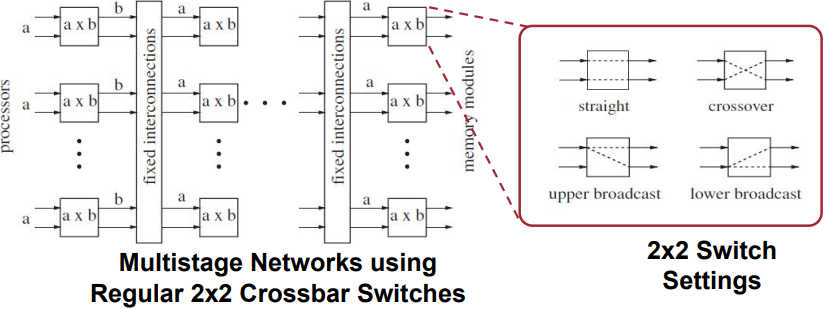 processors
a
a x b
b
a
a x b
b
a
a x b
b
fixed interconnections
a
a x b
a
a x b
a
a x b
fixed interconnections
a
a x b
a
a x b
a
a x b
memory modules
straight
crossover
upper broadcast
lower broadcast
Multistage Networks using
Regular 2x2 Crossbar Switches
2x2 Switch
Settings